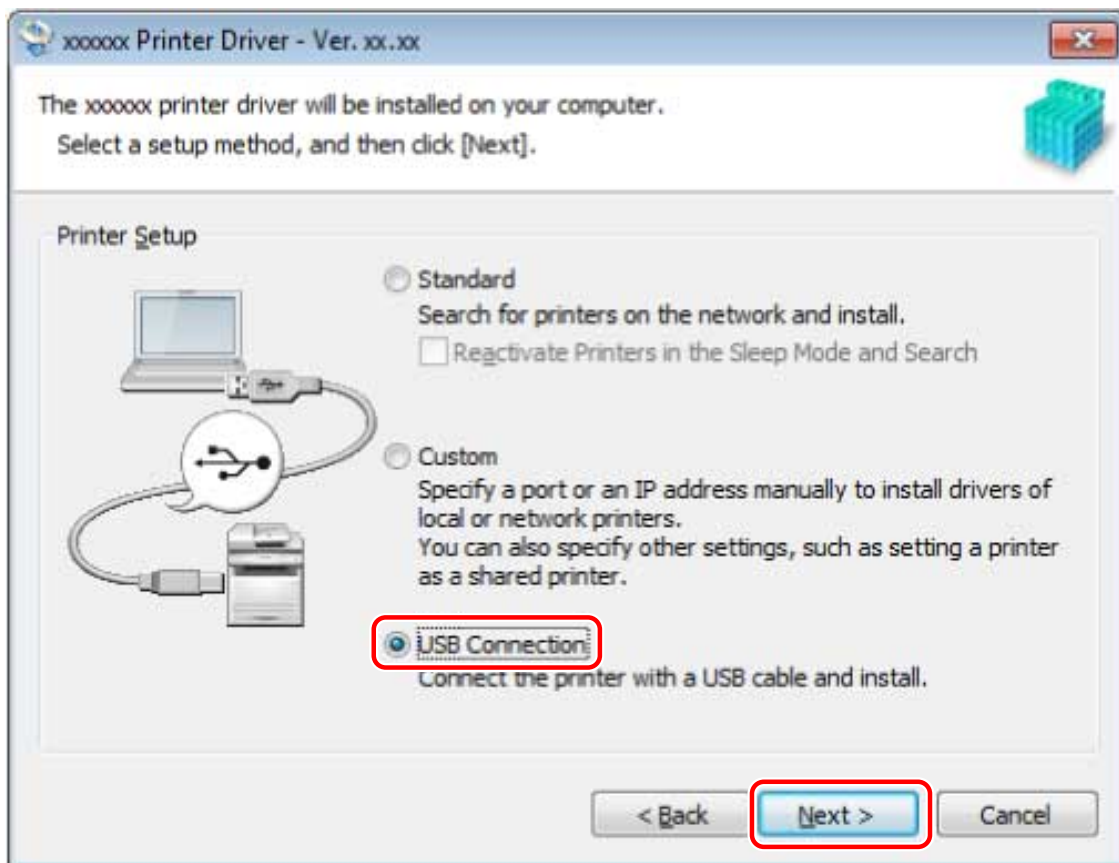 xxxxxx Printer Driver - Ver. xx.xx
The xxxxxx printer driver will be installed on your computer.
Select a setup method, and then click [Next].
Printer Setup
Standard
Search for printers on the network and install.
Reactivate Printers in the Sleep Mode and Search
Custom
Specify a port or an IP address manually to install drivers of
local or network printers.
You can also specify other settings, such as setting a printer
as a shared printer.
USB Connection
Connect the printer with a USB cable and install.
< Back
Next >
Cancel